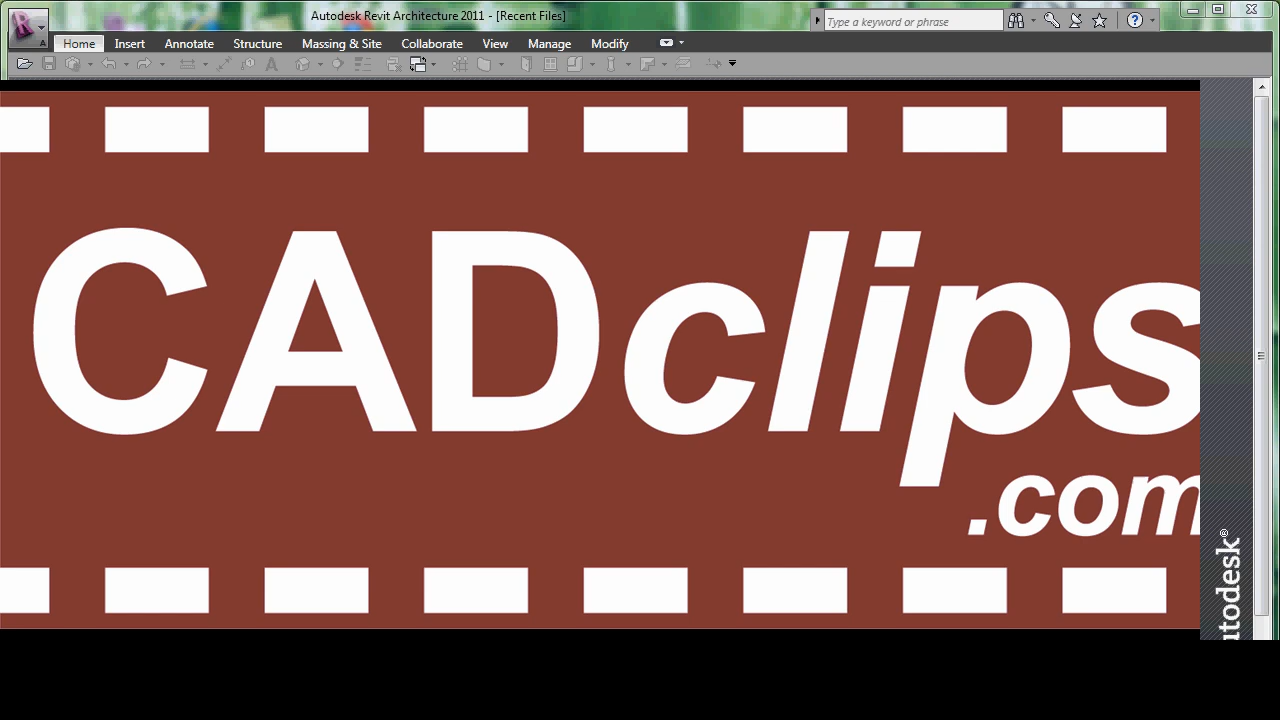 Autodesk Revit Architecture 2011 - [Recent Files]
Type a keyword or phrase
Home Insert Annotate Structure Massing & Site Collaborate View Manage Modify
CADclips
.com
utodesk®